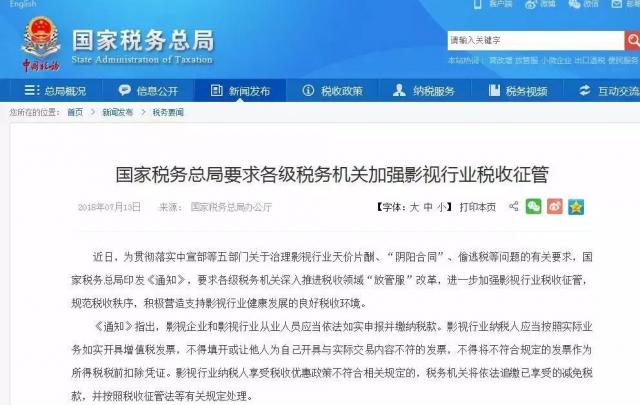 English
客户端 微博 微信
国家税务总局
State Administration of Taxation
中国税务
请输入关键字
本站热词: 营改增 放管服 小微企业 出口退税 便民服务
总局概况 信息公开 新闻发布 税收政策 纳税服务 税务视频 互动交流
您所在的位置: 首页 > 新闻发布 > 税务要闻
国家税务总局要求各级税务机关加强影视行业税收征管
2018年07月13日 来源: 国家税务总局办公厅 【字体: 大 中 小】 打印本页
近日，为贯彻落实中宣部等五部门关于治理影视行业天价片酬、“阴阳合同”、偷逃税等问题的有关要求，国
家税务总局印发《通知》，要求各级税务机关深入推进税收领域“放管服”改革，进一步加强影视行业税收征管，
规范税收秩序，积极营造支持影视行业健康发展的良好税收环境。
《通知》指出，影视企业和影视行业从业人员应当依法如实申报并缴纳税款。影视行业纳税人应当按照实际业
务如实开具增值税发票，不得填开或让他人为自己开具与实际交易内容不符的发票，不得将不符合规定的发票作为
所得税税前扣除凭证。影视行业纳税人享受税收优惠政策不符合相关规定的，税务机关将依法追缴已享受的减免税
款，并按照税收征管法等有关规定处理。